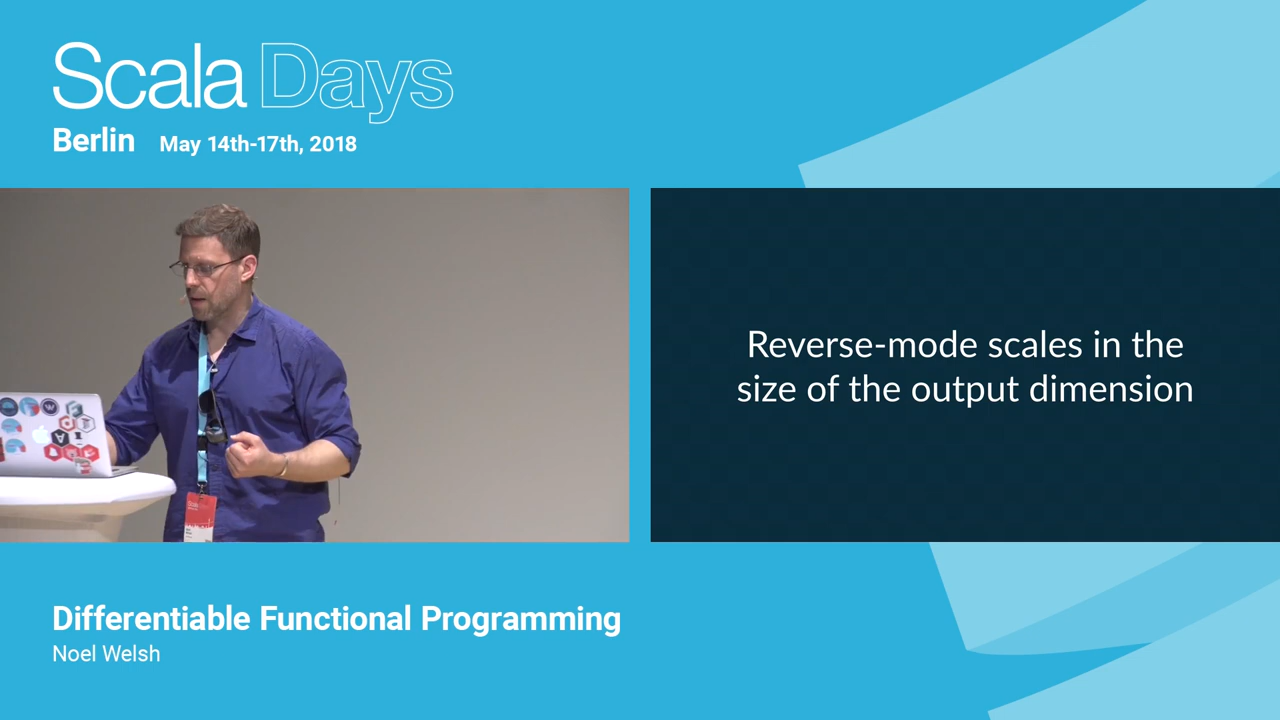 Scala Days
Berlin May 14th-17th, 2018
Reverse-mode scales in the
size of the output dimension
Differentiable Functional Programming
Noel Welsh